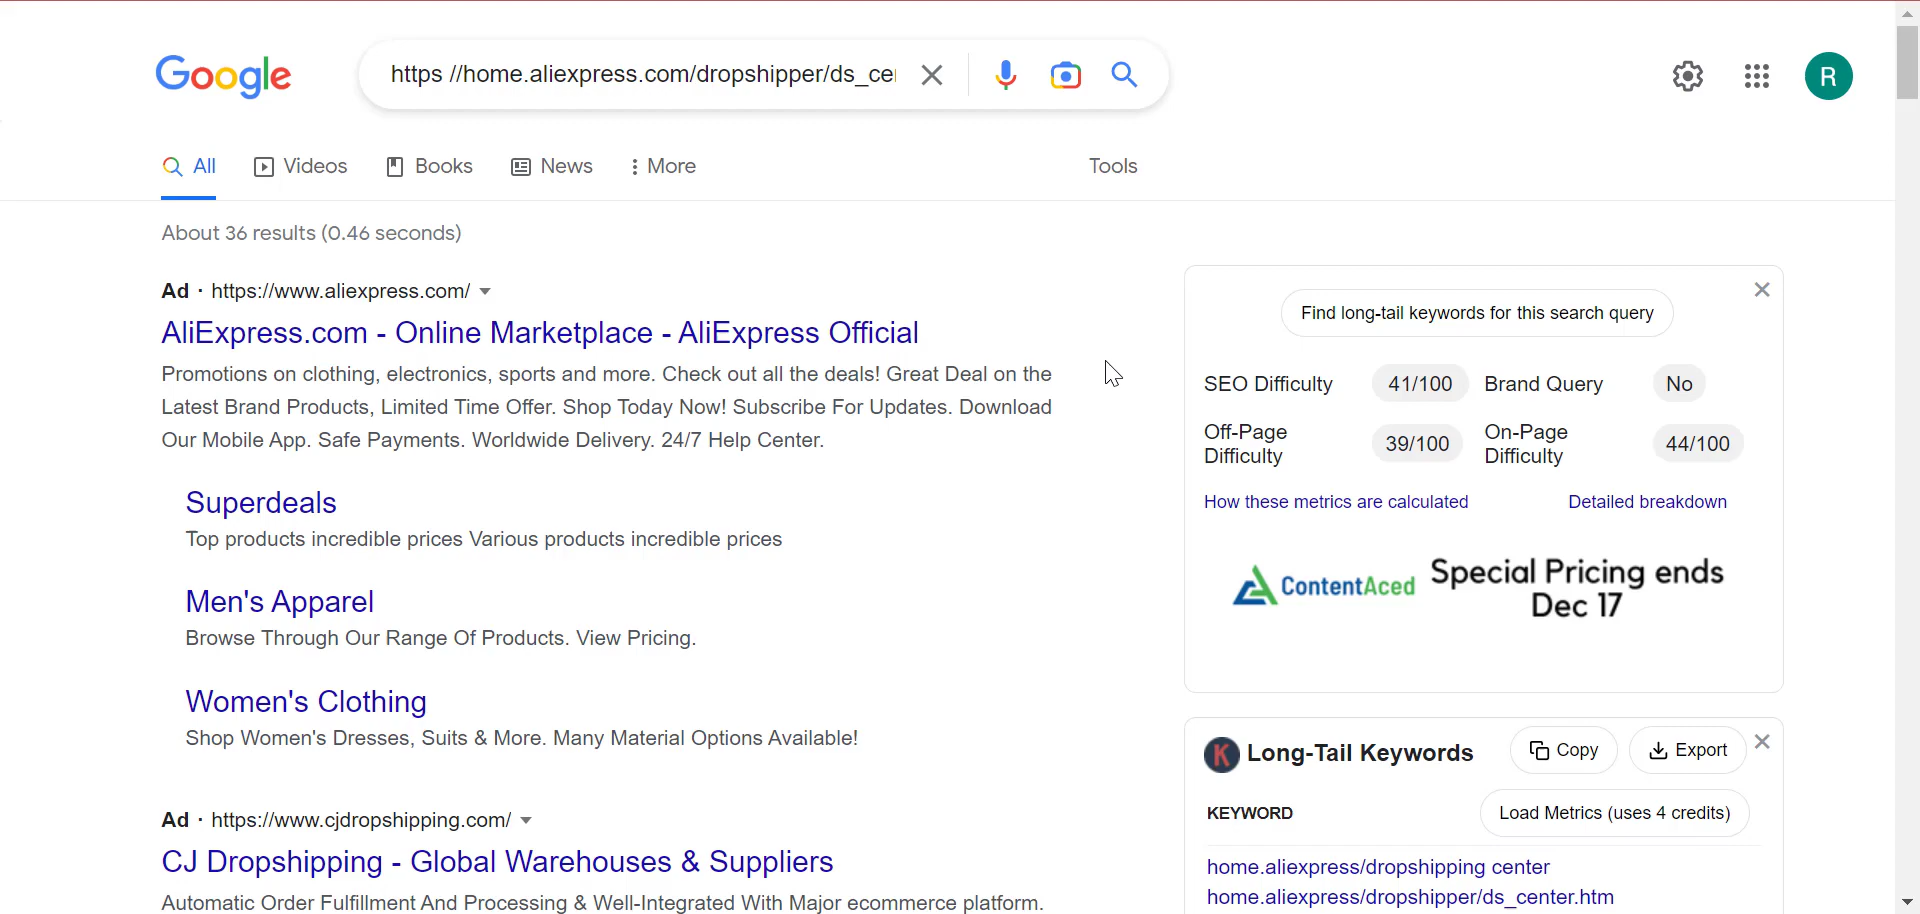 Google
https //home.aliexpress.com/dropshipper/ds_ce
R
All
Videos
Books
News
More
Tools
About 36 results (0.46 seconds)
Ad · https://www.aliexpress.com/
AliExpress.com - Online Marketplace - AliExpress Official
Promotions on clothing, electronics, sports and more. Check out all the deals! Great Deal on the
Latest Brand Products, Limited Time Offer. Shop Today Now! Subscribe For Updates. Download
Our Mobile App. Safe Payments. Worldwide Delivery. 24/7 Help Center.
Superdeals
Top products incredible prices Various products incredible prices
Men's Apparel
Browse Through Our Range Of Products. View Pricing.
Women's Clothing
Shop Women's Dresses, Suits & More. Many Material Options Available!
Ad · https://www.cjdropshipping.com/
CJ Dropshipping - Global Warehouses & Suppliers
Automatic Order Fulfillment And Processing & Well-Integrated With Major ecommerce platform.
Find long-tail keywords for this search query
SEO Difficulty 41/100 Brand Query No
Off-Page
Difficulty
39/100
On-Page
Difficulty
44/100
How these metrics are calculated
Detailed breakdown
ContentAced
Special Pricing ends
Dec 17
K Long-Tail Keywords
Copy
Export
KEYWORD
Load Metrics (uses 4 credits)
home.aliexpress/dropshipping center
home.aliexpress/dropshipper/ds_center.htm